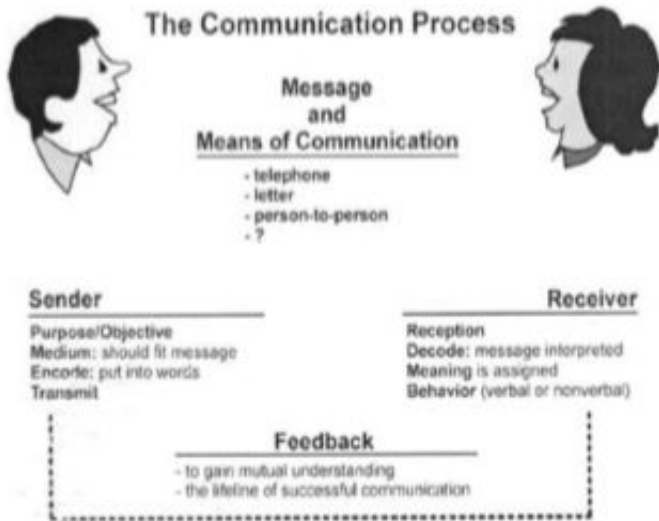 The Communication Process
Message
and
Means of Communication
- telephone
- letter
- person-to-person
- ?
Sender
Purpose/Objective
Medium: should fit message
Encode: put into words
Transmit
Receiver
Reception
Decode: message interpreted
Meaning is assigned
Behavior (verbal or nonverbal)
Feedback
- to gain mutual understanding
- the lifeline of successful communication